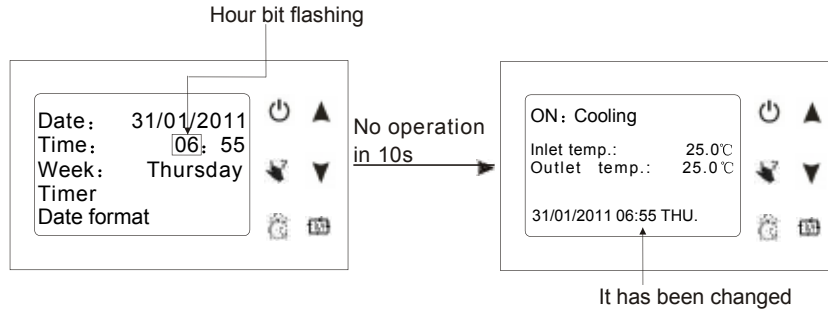 Hour bit flashing
Date： 31/01/2011
Time： 06： 55
Week： Thursday
Timer
Date format
No operation
in 10s
ON：Cooling
Inlet temp.: 25.0℃
Outlet temp.: 25.0℃
31/01/2011 06:55 THU.
It has been changed